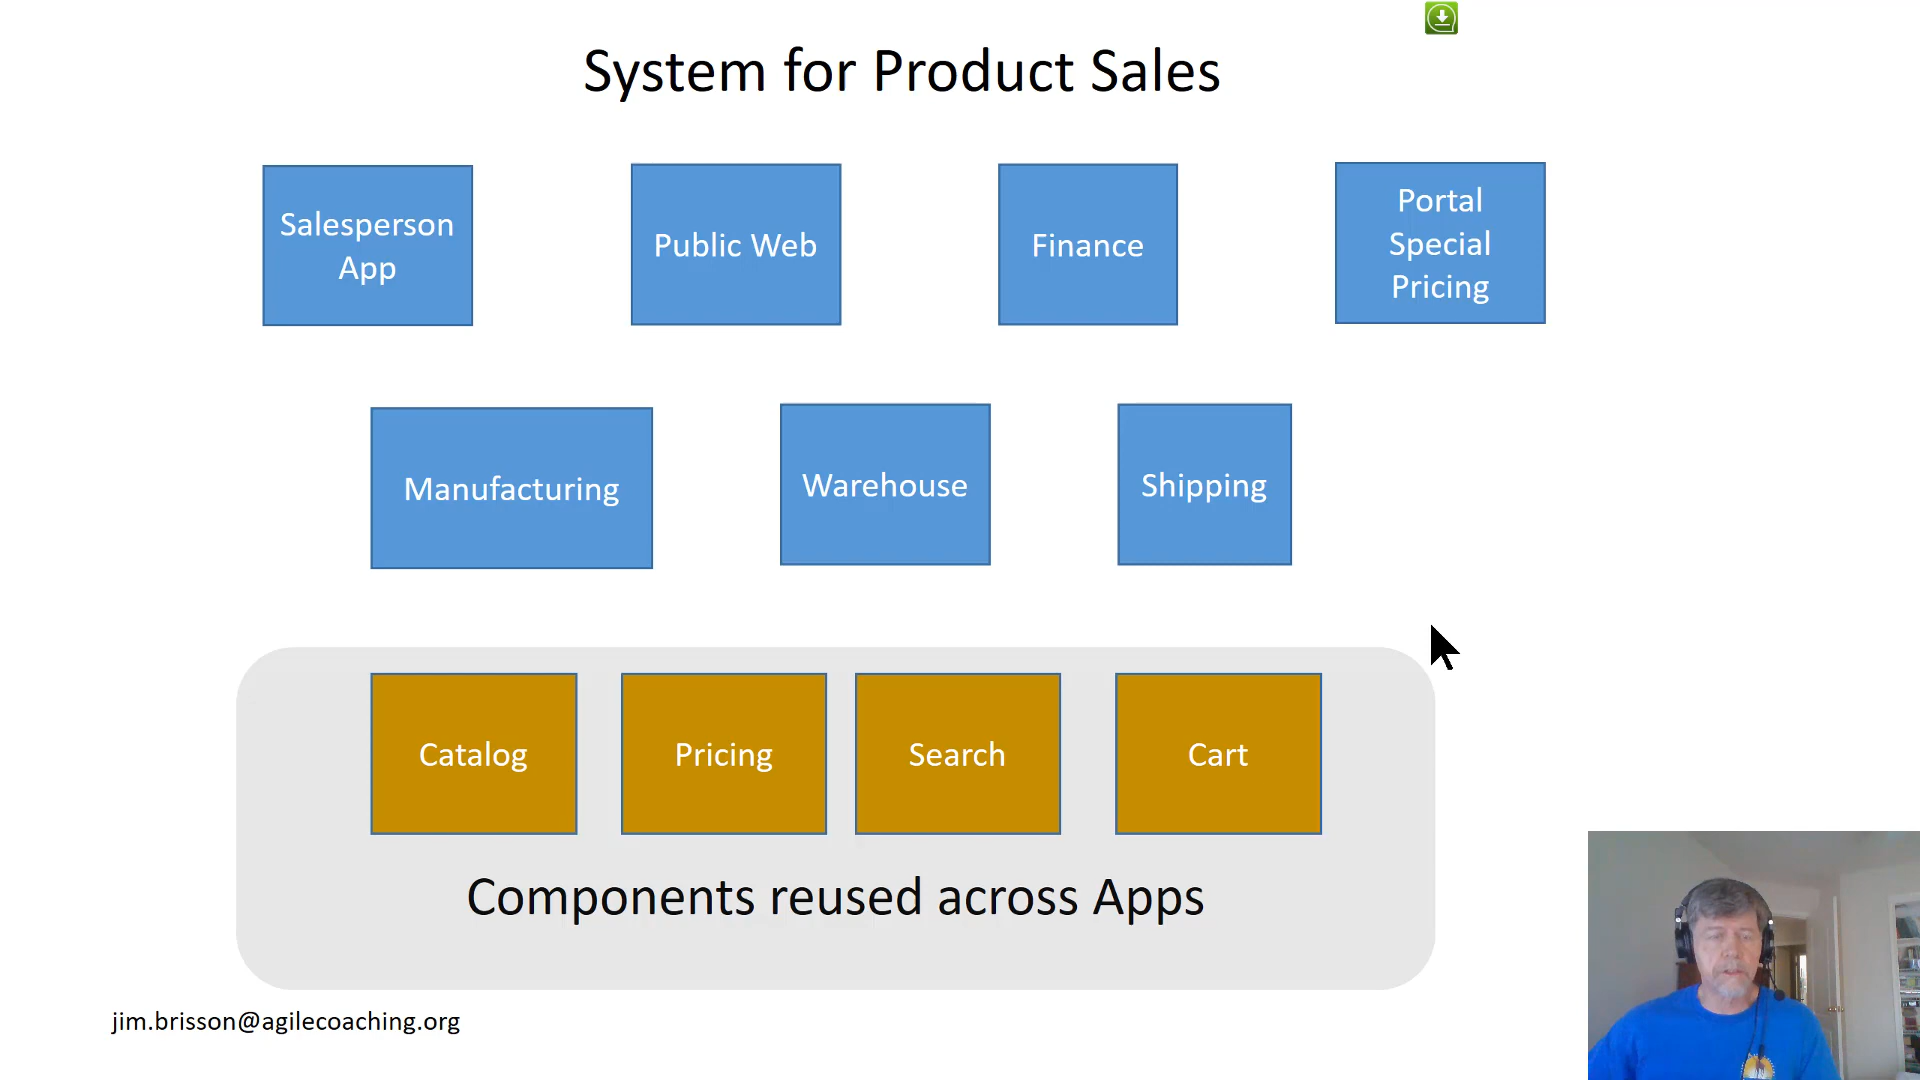 System for Product Sales
Salesperson
App
Public Web
Finance
Portal
Special
Pricing
Manufacturing
Warehouse
Shipping
Catalog
Pricing
Search
Cart
Components reused across Apps
jim.brisson@agilecoaching.org